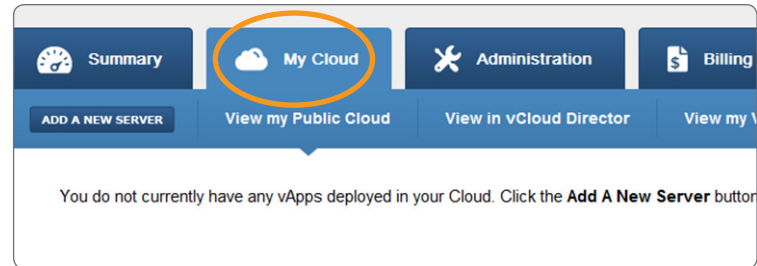 Summary My Cloud Administration Billing
ADD A NEW SERVER View my Public Cloud View in vCloud Director View my
You do not currently have any vApps deployed in your Cloud. Click the Add A New Server button